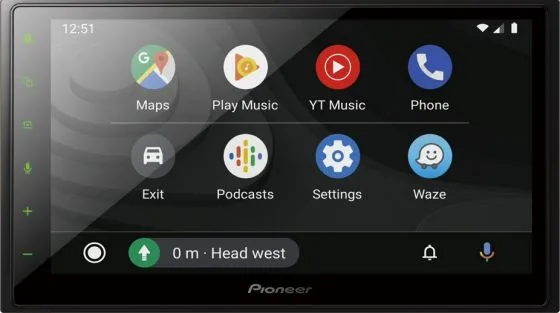 12:51
Maps Play Music YT Music Phone
Exit Podcasts Settings Waze
0 m · Head west
Pioneer